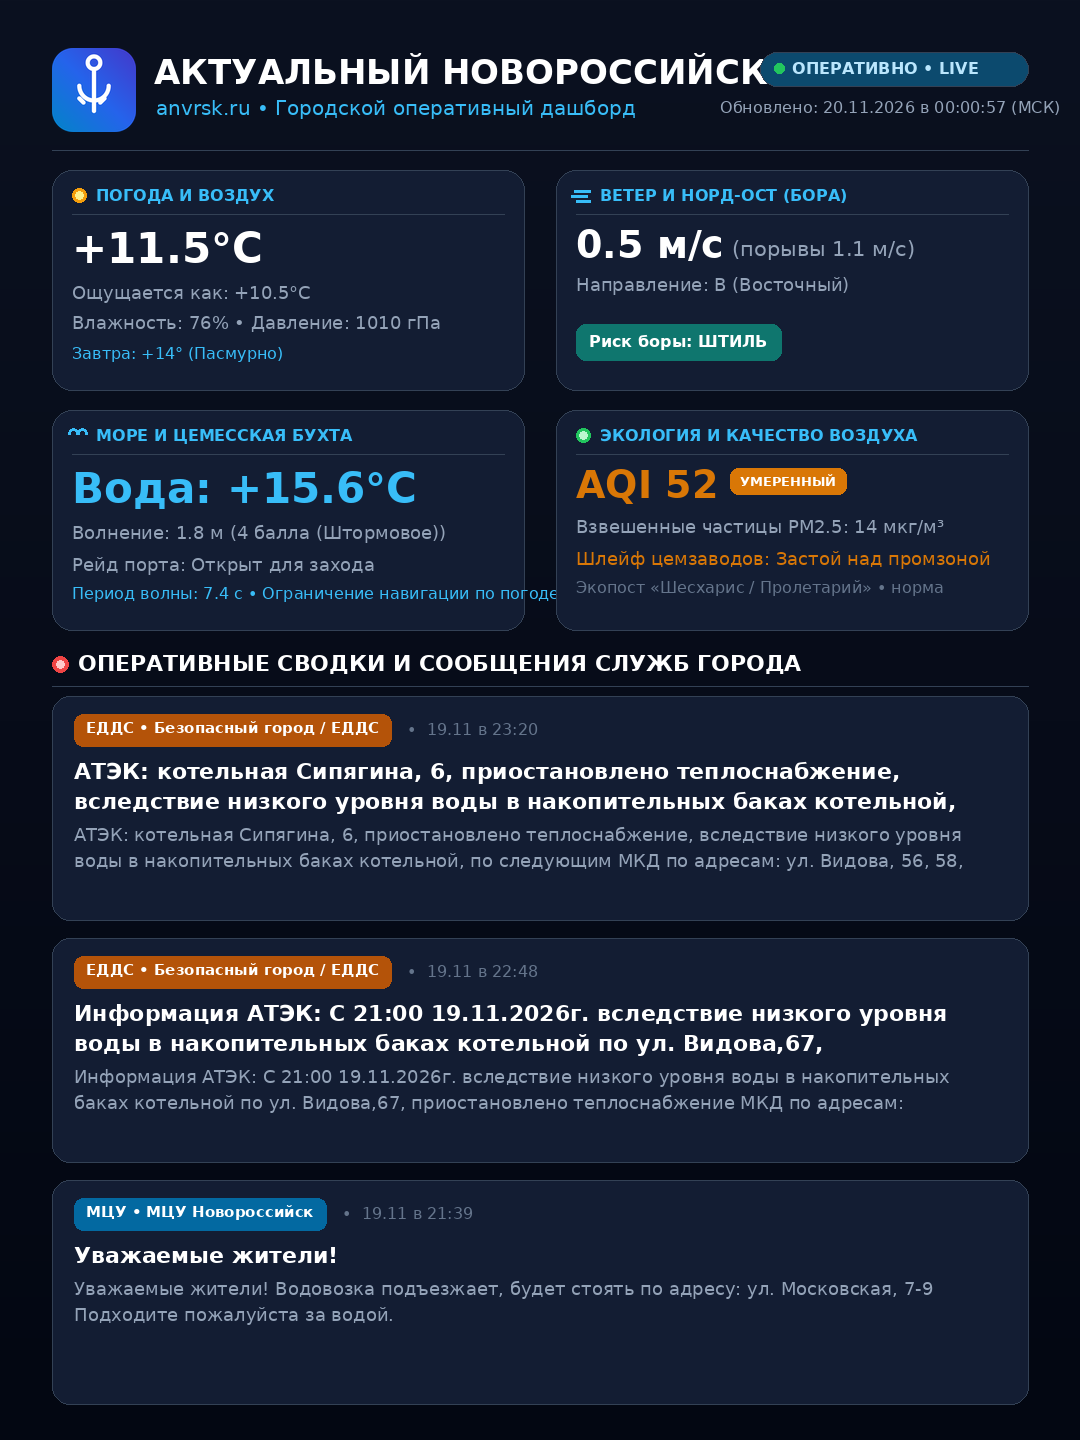 АКТУАЛЬНЫЙ НОВОРОССИЙСК
ОПЕРАТИВНО • LIVE
anvrsk.ru • Городской оперативный дашборд
Обновлено: 20.11.2026 в 00:00:57 (МСК)
ПОГОДА И ВОЗДУХ
+11.5°C
Ощущается как: +10.5°C
Влажность: 76% • Давление: 1010 гПа
Завтра: +14° (Пасмурно)
ВЕТЕР И НОРД-ОСТ (БОРА)
0.5 м/с (порывы 1.1 м/с)
Направление: В (Восточный)
Риск боры: ШТИЛЬ
МОРЕ И ЦЕМЕССКАЯ БУХТА
Вода: +15.6°C
Волнение: 1.8 м (4 балла (Штормовое))
Рейд порта: Открыт для захода
Период волны: 7.4 с • Ограничение навигации по погоде
ЭКОЛОГИЯ И КАЧЕСТВО ВОЗДУХА
AQI 52 УМЕРЕННЫЙ
Взвешенные частицы PM2.5: 14 мкг/м³
Шлейф цемзаводов: Застой над промзоной
Экопост «Шесхарис / Пролетарий» • норма
ОПЕРАТИВНЫЕ СВОДКИ И СООБЩЕНИЯ СЛУЖБ ГОРОДА
ЕДДС • Безопасный город / ЕДДС • 19.11 в 23:20
АТЭК: котельная Сипягина, 6, приостановлено теплоснабжение,
вследствие низкого уровня воды в накопительных баках котельной,
АТЭК: котельная Сипягина, 6, приостановлено теплоснабжение, вследствие низкого уровня
воды в накопительных баках котельной, по следующим МКД по адресам: ул. Видова, 56, 58,
ЕДДС • Безопасный город / ЕДДС • 19.11 в 22:48
Информация АТЭК: С 21:00 19.11.2026г. вследствие низкого уровня
воды в накопительных баках котельной по ул. Видова,67,
Информация АТЭК: С 21:00 19.11.2026г. вследствие низкого уровня воды в накопительных
баках котельной по ул. Видова,67, приостановлено теплоснабжение МКД по адресам:
МЦУ • МЦУ Новороссийск • 19.11 в 21:39
Уважаемые жители!
Уважаемые жители! Водовозка подъезжает, будет стоять по адресу: ул. Московская, 7-9
Подходите пожалуйста за водой.